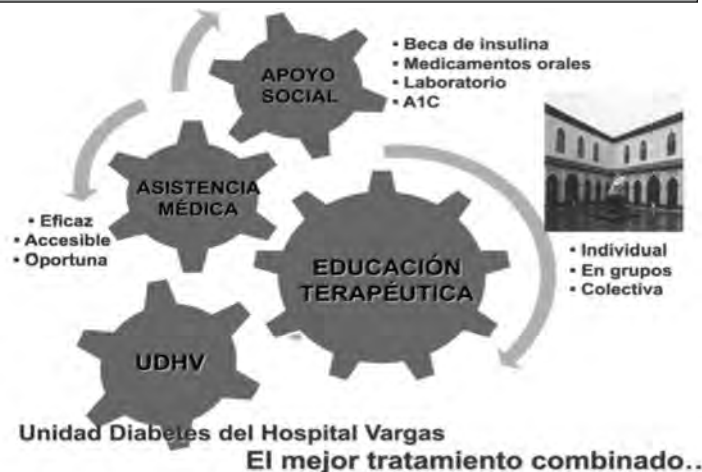 APOYO
SOCIAL
• Beca de insulina
• Medicamentos orales
• Laboratorio
• A1C
ASISTENCIA
MÉDICA
• Eficaz
• Accesible
• Oportuna
EDUCACIÓN
TERAPÉUTICA
• Individual
• En grupos
• Colectiva
UDHV
Unidad Diabetes del Hospital Vargas
El mejor tratamiento combinado..